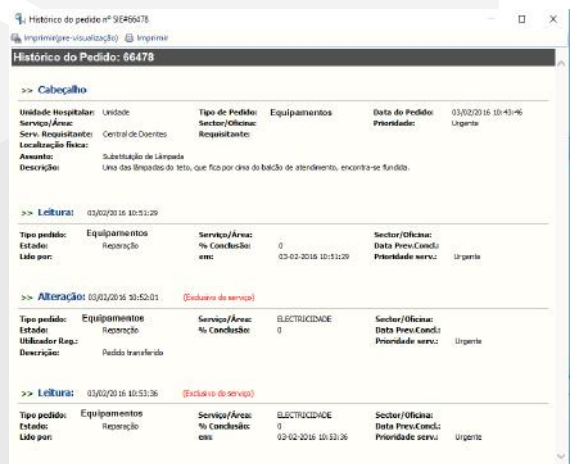 Histórico do pedido nº SIE#66478
Imprimir(pre-visualização) Imprimir
Histórico do Pedido: 66478
>> Cabeçalho
Unidade Hospitalar: Unidade Tipo de Pedido: Equipamentos Data do Pedido: 03/02/2016 10:43:46
Serviço/Área: Sector/Oficina: Prioridade: Urgente
Serv. Requisitante: Central de Doentes Requisitante:
Localização física:
Assunto: Substituição de Lâmpada
Descrição: Uma das lâmpadas do teto, que fica por cima do balcão de atendimento, encontra-se fundida.
>> Leitura: 03/02/2016 10:51:29
Tipo pedido: Equipamentos Serviço/Área: Sector/Oficina:
Estado: Reparação % Conclusão: 0 Data Prev.Concl.:
Lido por: em: 03-02-2016 10:51:29 Prioridade serv.: Urgente
>> Alteração: 03/02/2016 10:52:01 (Exclusivo do serviço)
Tipo pedido: Equipamentos Serviço/Área: ELECTRICIDADE Sector/Oficina:
Estado: Reparação % Conclusão: 0 Data Prev.Concl.:
Utilizador Reg.: Prioridade serv.: Urgente
Descrição: Pedido transferido
>> Leitura: 03/02/2016 10:53:36 (Exclusivo do serviço)
Tipo pedido: Equipamentos Serviço/Área: ELECTRICIDADE Sector/Oficina:
Estado: Reparação % Conclusão: 0 Data Prev.Concl.:
Lido por: em: 03-02-2016 10:53:36 Prioridade serv.: Urgente